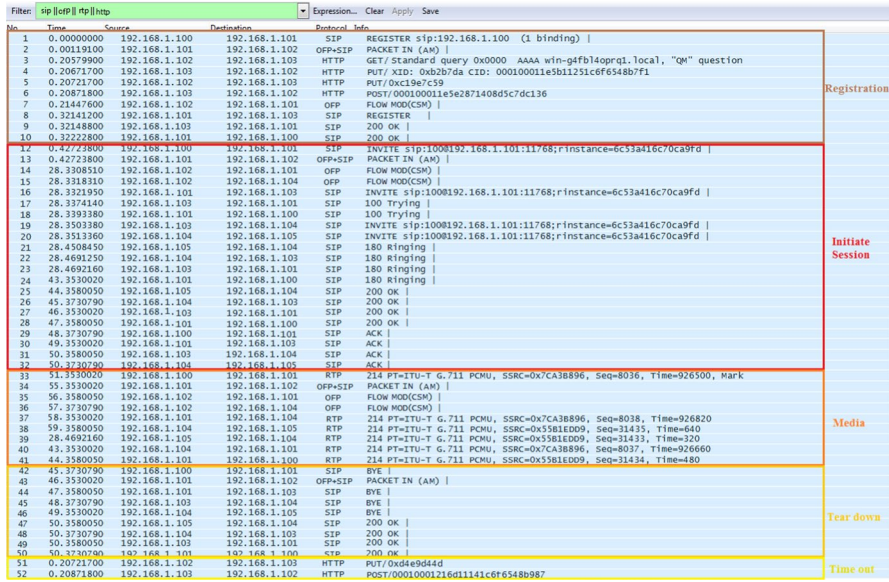 Filter: sip ||ofP|| rtp||http Expression... Clear Apply Save
No. Time Source Destination Protocol Info
1 0.00000000 192.168.1.100 192.168.1.101 SIP REGISTER sip:192.168.1.100 (1 binding) |
2 0.00119100 192.168.1.101 192.168.1.102 OFP+SIP PACKET IN (AM) |
3 0.20579900 192.168.1.102 192.168.1.103 HTTP GET/ Standard query 0x0000 AAAA win-g4fbl4oprq1.local, "QM" question
4 0.20671700 192.168.1.103 192.168.1.102 HTTP PUT/ XID: 0xb2b7da CID: 000100011e5b11251c6f6548b7f1
5 0.20721700 192.168.1.102 192.168.1.103 HTTP PUT/0xc19e7c59
6 0.20871800 192.168.1.103 192.168.1.102 HTTP POST/000100011e5e2871408d5c7dc136
7 0.21447600 192.168.1.102 192.168.1.101 OFP FLOW MOD(CSM) |
8 0.32141200 192.168.1.101 192.168.1.103 SIP REGISTER |
9 0.32148800 192.168.1.103 192.168.1.101 SIP 200 OK |
10 0.32222800 192.168.1.101 192.168.1.100 SIP 200 OK |
Registration
12 0.42723800 192.168.1.100 192.168.1.101 SIP INVITE sip:100@192.168.1.101:11768;rinstance=6c53a416c70ca9fd |
13 0.42723800 192.168.1.101 192.168.1.102 OFP+SIP PACKET IN (AM) |
14 28.3308510 192.168.1.102 192.168.1.101 OFP FLOW MOD(CSM) |
15 28.3318310 192.168.1.102 192.168.1.104 OFP FLOW MOD(CSM) |
16 28.3321950 192.168.1.101 192.168.1.103 SIP INVITE sip:100@192.168.1.101:11768;rinstance=6c53a416c70ca9fd |
17 28.3374140 192.168.1.103 192.168.1.101 SIP 100 Trying |
18 28.3393380 192.168.1.101 192.168.1.100 SIP 100 Trying |
19 28.3503380 192.168.1.103 192.168.1.104 SIP INVITE sip:100@192.168.1.101:11768;rinstance=6c53a416c70ca9fd |
20 28.3513360 192.168.1.104 192.168.1.105 SIP INVITE sip:100@192.168.1.101:11768;rinstance=6c53a416c70ca9fd |
21 28.4508450 192.168.1.105 192.168.1.104 SIP 180 Ringing |
22 28.4691250 192.168.1.104 192.168.1.103 SIP 180 Ringing |
23 28.4692160 192.168.1.103 192.168.1.101 SIP 180 Ringing |
24 43.3530020 192.168.1.101 192.168.1.100 SIP 180 Ringing |
25 44.3580050 192.168.1.105 192.168.1.104 SIP 200 OK |
26 45.3730790 192.168.1.104 192.168.1.103 SIP 200 OK |
27 46.3530020 192.168.1.103 192.168.1.101 SIP 200 OK |
28 47.3580050 192.168.1.101 192.168.1.100 SIP 200 OK |
29 48.3730790 192.168.1.100 192.168.1.101 SIP ACK |
30 49.3530020 192.168.1.101 192.168.1.103 SIP ACK |
31 50.3580050 192.168.1.103 192.168.1.104 SIP ACK |
32 50.3730790 192.168.1.104 192.168.1.105 SIP ACK |
Initiate
Session
33 51.3530020 192.168.1.100 192.168.1.101 RTP 214 PT=ITU-T G.711 PCMU, SSRC=0x7CA3B896, Seq=8036, Time=926500, Mark
34 55.3530020 192.168.1.101 192.168.1.102 OFP+SIP PACKET IN (AM) |
35 56.3580050 192.168.1.102 192.168.1.101 OFP FLOW MOD(CSM) |
36 57.3730790 192.168.1.102 192.168.1.104 OFP FLOW MOD(CSM) |
37 58.3530020 192.168.1.101 192.168.1.104 RTP 214 PT=ITU-T G.711 PCMU, SSRC=0x7CA3B896, Seq=8038, Time=926820
38 59.3580050 192.168.1.104 192.168.1.105 RTP 214 PT=ITU-T G.711 PCMU, SSRC=0x55B1EDD9, Seq=31435, Time=640
39 28.4692160 192.168.1.105 192.168.1.104 RTP 214 PT=ITU-T G.711 PCMU, SSRC=0x55B1EDD9, Seq=31433, Time=320
40 43.3530020 192.168.1.104 192.168.1.101 RTP 214 PT=ITU-T G.711 PCMU, SSRC=0x7CA3B896, Seq=8037, Time=926660
41 44.3580050 192.168.1.101 192.168.1.100 RTP 214 PT=ITU-T G.711 PCMU, SSRC=0x55B1EDD9, Seq=31434, Time=480
Media
42 45.3730790 192.168.1.100 192.168.1.101 SIP BYE |
43 46.3530020 192.168.1.101 192.168.1.102 OFP+SIP PACKET IN (AM) |
44 47.3580050 192.168.1.101 192.168.1.103 SIP BYE |
45 48.3730790 192.168.1.103 192.168.1.104 SIP BYE |
46 49.3530020 192.168.1.104 192.168.1.105 SIP BYE |
47 50.3580050 192.168.1.105 192.168.1.104 SIP 200 OK |
48 50.3730790 192.168.1.104 192.168.1.103 SIP 200 OK |
49 50.3580050 192.168.1.103 192.168.1.101 SIP 200 OK |
50 50.3730790 192.168.1.101 192.168.1.100 SIP 200 OK |
Tear down
51 0.20721700 192.168.1.102 192.168.1.103 HTTP PUT/0xd4e9d44d
52 0.20871800 192.168.1.103 192.168.1.102 HTTP POST/00010001216d11141c6f6548b987
Time out